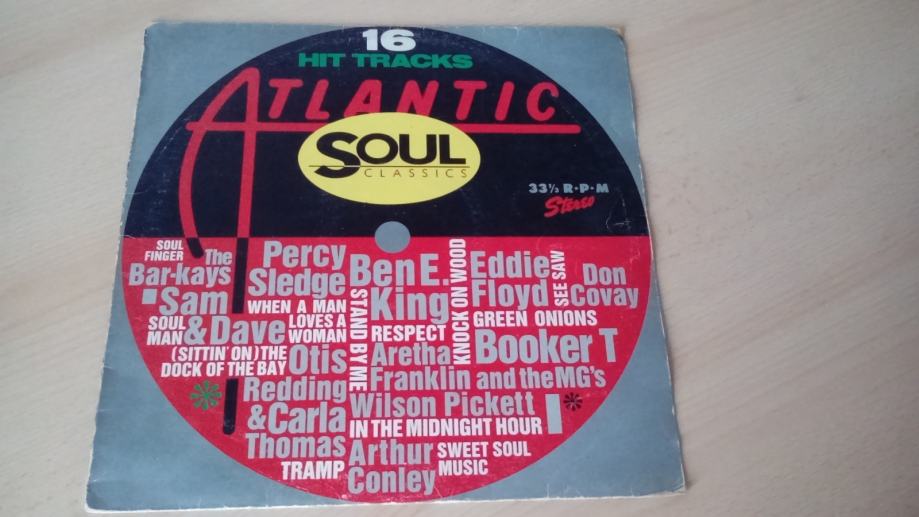 16
HIT TRACKS
ATLANTIC
SOUL
CLASSICS
33⅓ R·P·M
Stereo
SOUL
FINGER
The
Bar-kays
Sam
& Dave
SOUL
MAN
Percy
Sledge
WHEN A MAN
LOVES A
WOMAN
(SITTIN' ON) THE
DOCK OF THE BAY
Otis
Redding
& Carla
Thomas
TRAMP
Ben E.
King
STAND BY ME
RESPECT
Aretha
Franklin
KNOCK ON WOOD
Eddie
Floyd
SEE SAW
Don
Covay
GREEN ONIONS
Booker T
and the MG's
Wilson Pickett
IN THE MIDNIGHT HOUR
Arthur
Conley
SWEET SOUL
MUSIC